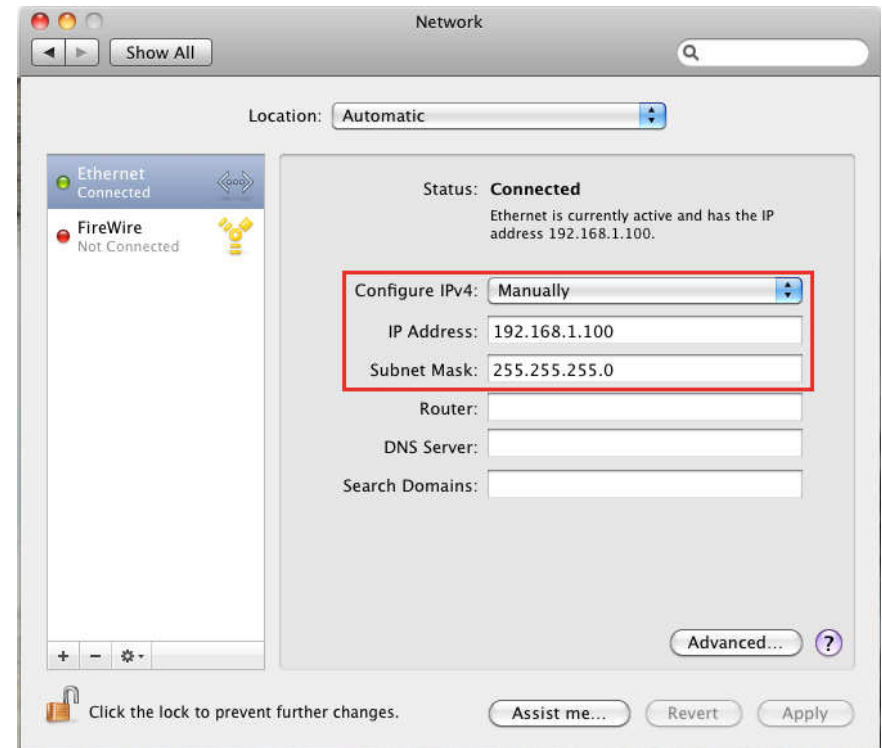 Network
Show All
Location: Automatic
Ethernet
Connected
FireWire
Not Connected
Status: Connected
Ethernet is currently active and has the IP
address 192.168.1.100.
Configure IPv4: Manually
IP Address: 192.168.1.100
Subnet Mask: 255.255.255.0
Router:
DNS Server:
Search Domains:
Advanced... ?
Click the lock to prevent further changes.
Assist me... Revert Apply